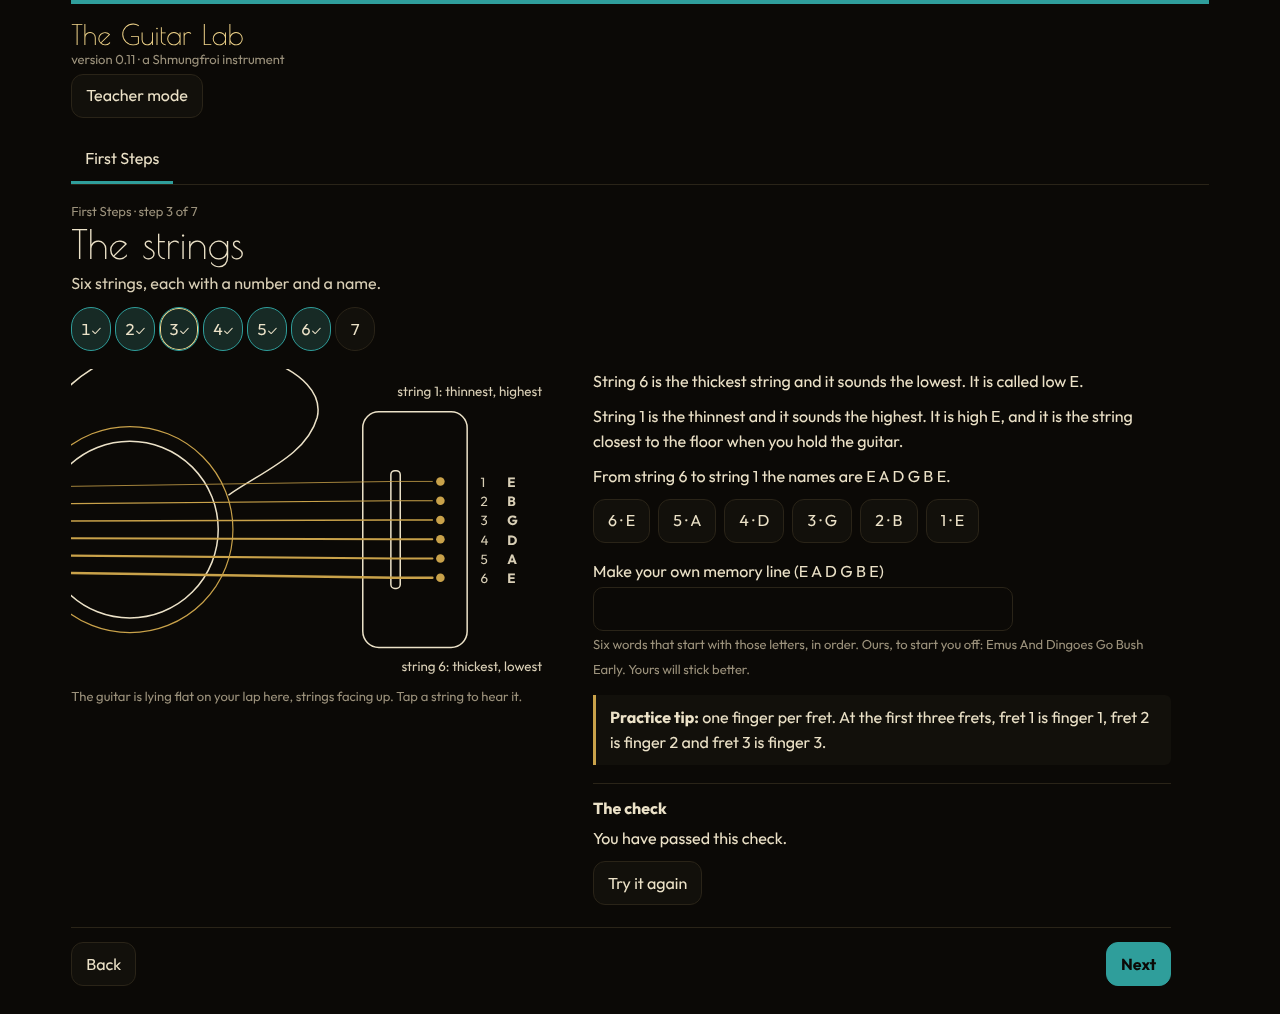 The Guitar Lab
version 0.11 · a Shmungfroi instrument
Teacher mode
First Steps
First Steps · step 3 of 7
The strings
Six strings, each with a number and a name.
1✓ 2✓ 3✓ 4✓ 5✓ 6✓ 7
string 1: thinnest, highest
1 E
2 B
3 G
4 D
5 A
6 E
string 6: thickest, lowest
The guitar is lying flat on your lap here, strings facing up. Tap a string to hear it.
String 6 is the thickest string and it sounds the lowest. It is called low E.
String 1 is the thinnest and it sounds the highest. It is high E, and it is the string
closest to the floor when you hold the guitar.
From string 6 to string 1 the names are E A D G B E.
6 · E 5 · A 4 · D 3 · G 2 · B 1 · E
Make your own memory line (E A D G B E)
Six words that start with those letters, in order. Ours, to start you off: Emus And Dingoes Go Bush
Early. Yours will stick better.
Practice tip: one finger per fret. At the first three frets, fret 1 is finger 1, fret 2
is finger 2 and fret 3 is finger 3.
The check
You have passed this check.
Try it again
Back
Next